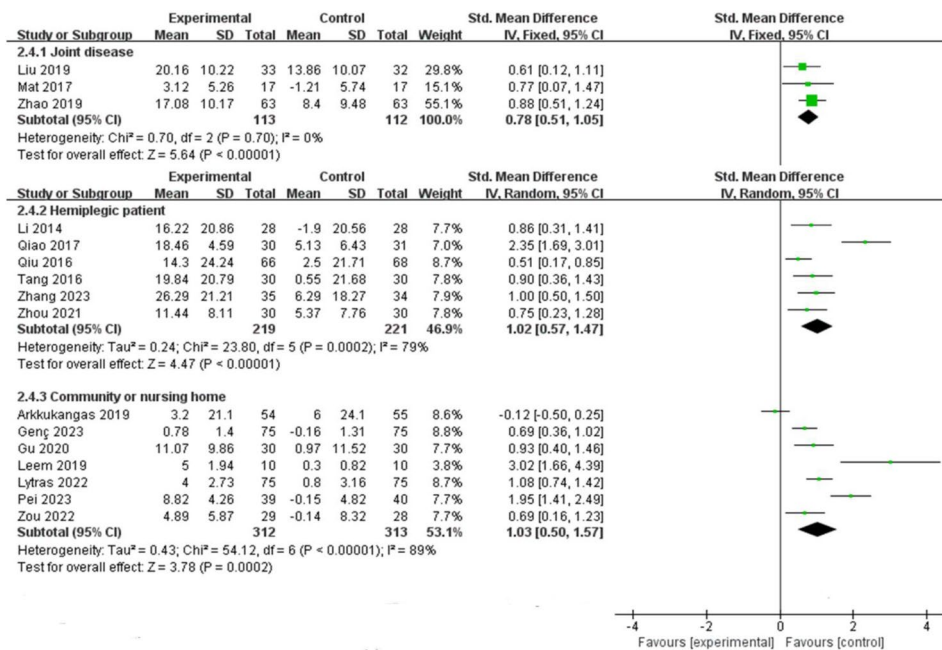 Experimental Control Std. Mean Difference Std. Mean Difference
Study or Subgroup Mean SD Total Mean SD Total Weight IV, Fixed, 95% CI IV, Fixed, 95% CI
2.4.1 Joint disease
Liu 2019 20.16 10.22 33 13.86 10.07 32 29.8% 0.61 [0.12, 1.11]
Mat 2017 3.12 5.26 17 -1.21 5.74 17 15.1% 0.77 [0.07, 1.47]
Zhao 2019 17.08 10.17 63 8.4 9.48 63 55.1% 0.88 [0.51, 1.24]
Subtotal (95% CI) 113 112 100.0% 0.78 [0.51, 1.05]
Heterogeneity: Chi² = 0.70, df = 2 (P = 0.70); I² = 0%
Test for overall effect: Z = 5.64 (P < 0.00001)
Experimental Control Std. Mean Difference Std. Mean Difference
Study or Subgroup Mean SD Total Mean SD Total Weight IV, Random, 95% CI IV, Random, 95% CI
2.4.2 Hemiplegic patient
Li 2014 16.22 20.86 28 -1.9 20.56 28 7.7% 0.86 [0.31, 1.41]
Qiao 2017 18.46 4.59 30 5.13 6.43 31 7.1% 2.35 [1.69, 3.01]
Qiu 2016 14.3 24.24 66 2.5 21.71 68 8.7% 0.51 [0.17, 0.85]
Tang 2016 19.84 20.79 30 0.55 21.68 30 7.8% 0.90 [0.36, 1.43]
Zhang 2023 26.29 21.21 35 6.29 18.27 34 7.9% 1.00 [0.50, 1.50]
Zhou 2021 11.44 8.11 30 5.37 7.76 30 7.8% 0.75 [0.23, 1.28]
Subtotal (95% CI) 219 221 46.9% 1.02 [0.57, 1.47]
Heterogeneity: Tau² = 0.24; Chi² = 23.80, df = 5 (P = 0.0002); I² = 79%
Test for overall effect: Z = 4.47 (P < 0.00001)
2.4.3 Community or nursing home
Arkkukangas 2019 3.2 21.1 54 6 24.1 55 8.6% -0.12 [-0.50, 0.25]
Genç 2023 0.78 1.4 75 -0.16 1.31 75 8.8% 0.69 [0.36, 1.02]
Gu 2020 11.07 9.86 30 0.97 11.52 30 7.7% 0.93 [0.40, 1.46]
Leem 2019 5 1.94 10 0.3 0.82 10 3.8% 3.02 [1.66, 4.39]
Lytras 2022 4 2.73 75 0.8 3.16 75 8.7% 1.08 [0.74, 1.42]
Pei 2023 8.82 4.26 39 -0.15 4.82 40 7.7% 1.95 [1.41, 2.49]
Zou 2022 4.89 5.87 29 -0.14 8.32 28 7.7% 0.69 [0.16, 1.23]
Subtotal (95% CI) 312 313 53.1% 1.03 [0.50, 1.57]
Heterogeneity: Tau² = 0.43; Chi² = 54.12, df = 6 (P < 0.00001); I² = 89%
Test for overall effect: Z = 3.78 (P = 0.0002)
-4 -2 0 2 4
Favours [experimental] Favours [control]